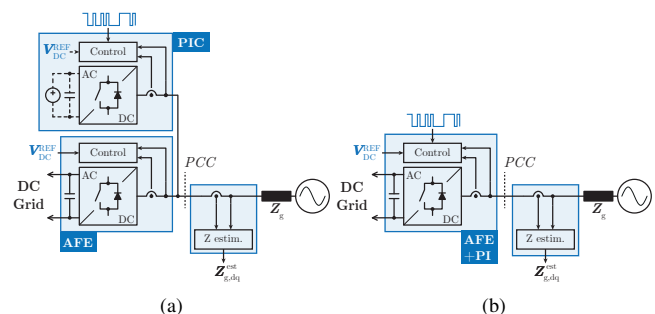 PIC
V_DC^REF
Control
AC
DC
V_DC^REF
Control
PCC
DC
Grid
AC
DC
AFE
Z estim.
Z_g
Z_g,dq^est
(a)
V_DC^REF
Control
PCC
DC
Grid
AC
DC
AFE
+PI
Z estim.
Z_g
Z_g,dq^est
(b)